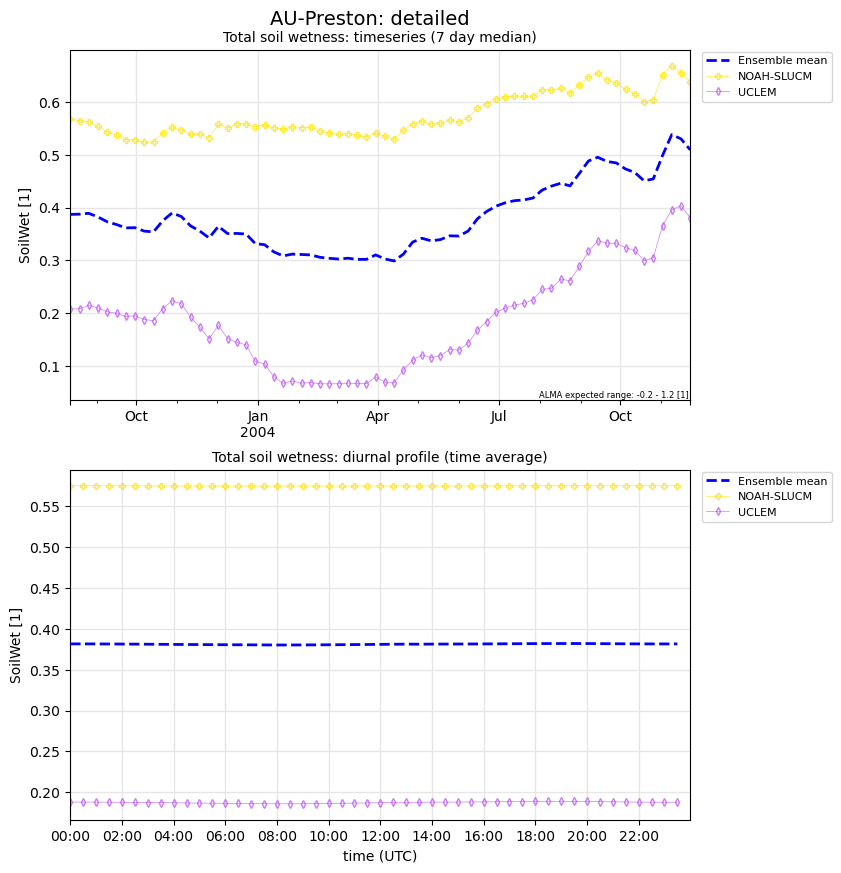 AU-Preston: detailed
Total soil wetness: timeseries (7 day median)
Ensemble mean
NOAH-SLUCM
UCLEM
SoilWet [1]
0.6
0.5
0.4
0.3
0.2
0.1
ALMA expected range: -0.2 - 1.2 [1]
Oct Jan Apr Jul Oct
2004
Total soil wetness: diurnal profile (time average)
Ensemble mean
NOAH-SLUCM
UCLEM
SoilWet [1]
0.55
0.50
0.45
0.40
0.35
0.30
0.25
0.20
00:00 02:00 04:00 06:00 08:00 10:00 12:00 14:00 16:00 18:00 20:00 22:00
time (UTC)